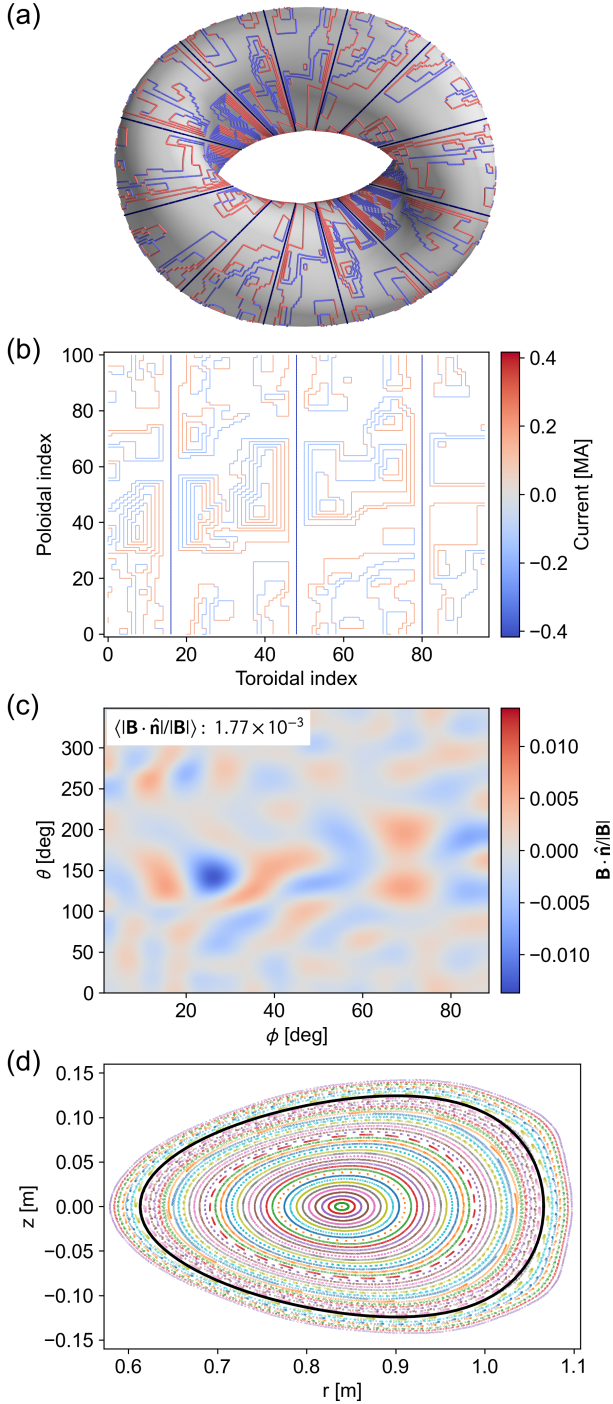 (a)
(b)
100
80
60
40
20
0
Poloidal index
0 20 40 60 80
Toroidal index
0.4
0.2
0.0
−0.2
−0.4
Current [MA]
(c)
⟨|B · n̂|/|B|⟩ : 1.77 × 10⁻³
300
250
200
150
100
50
0
θ [deg]
20 40 60 80
ϕ [deg]
0.010
0.005
0.000
−0.005
−0.010
B · n̂/|B|
(d)
0.15
0.10
0.05
0.00
−0.05
−0.10
−0.15
z [m]
0.6 0.7 0.8 0.9 1.0 1.1
r [m]